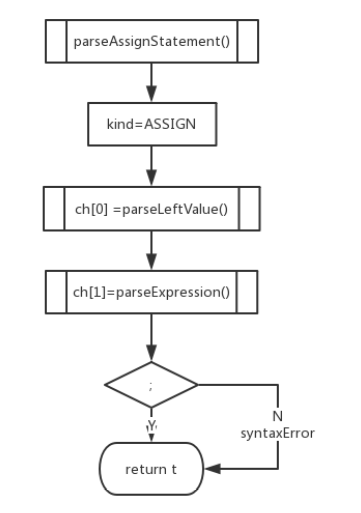 parseAssignStatement()
kind=ASSIGN
ch[0] =parseLeftValue()
ch[1]=parseExpression()
;
N
syntaxError
Y
return t